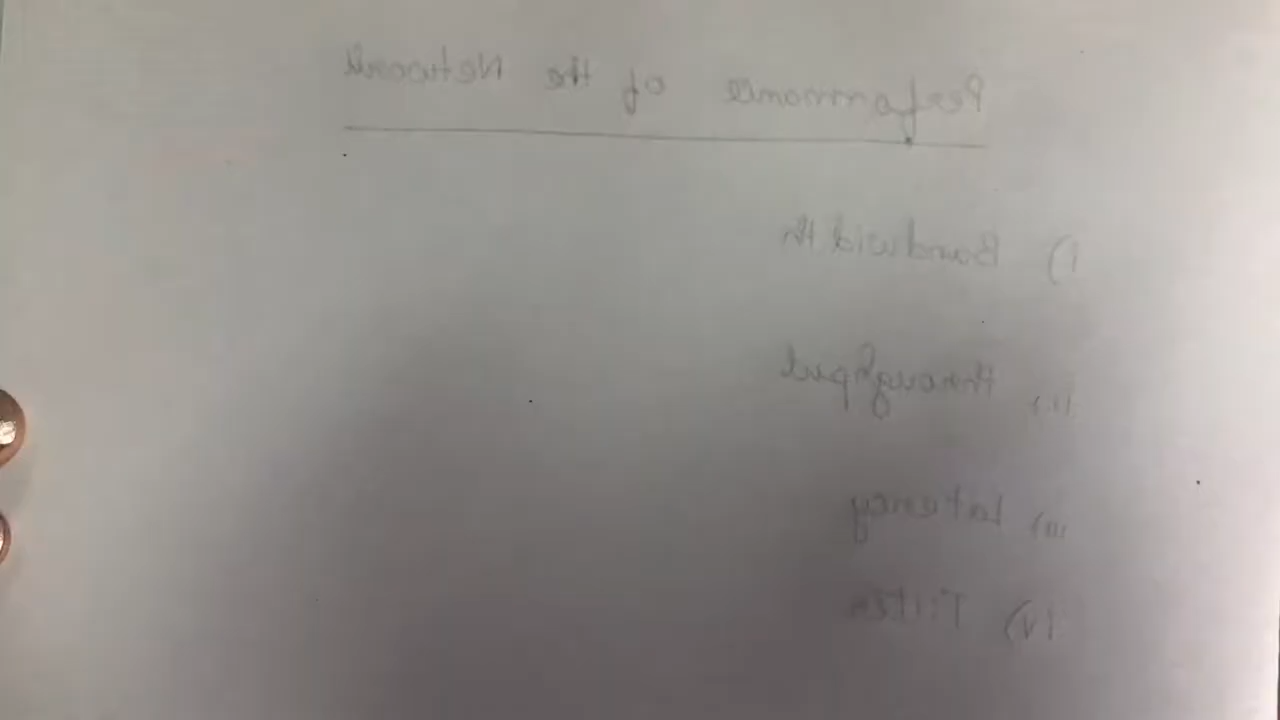 Performance of the Network
i) Bandwidth
ii) Throughput
iii) Latency
iv) Jitter